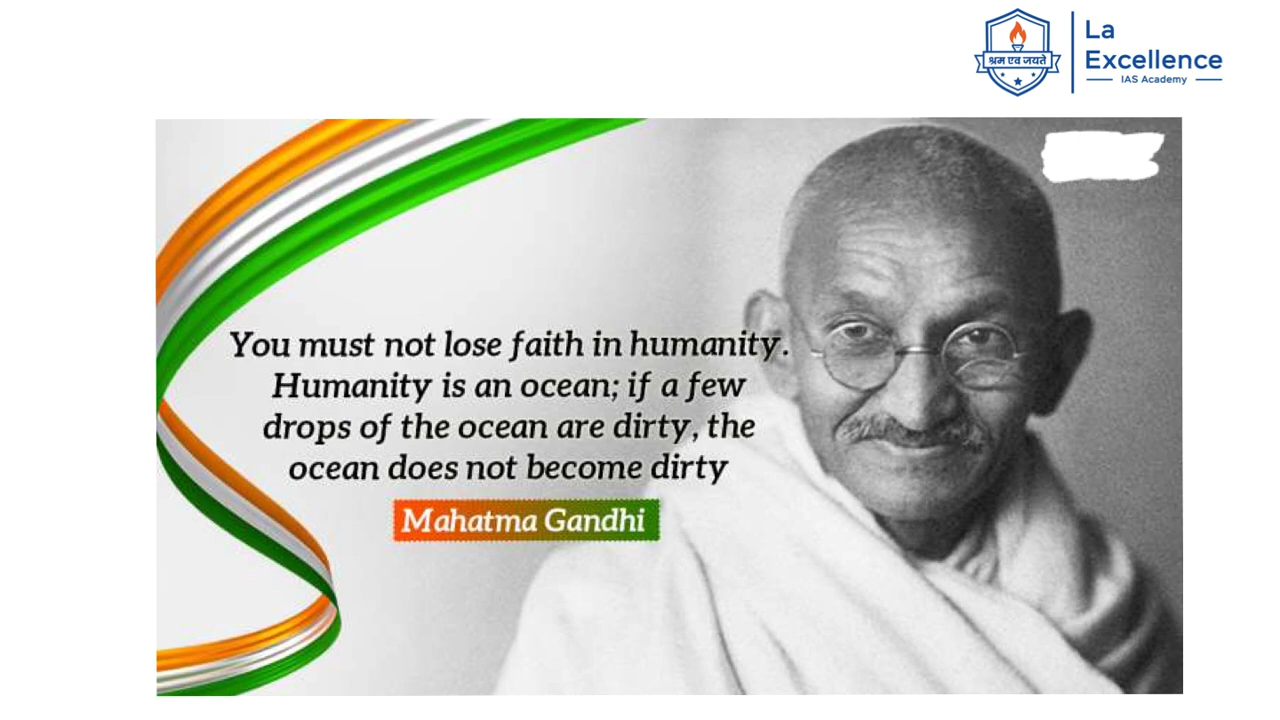 La
Excellence
IAS Academy
श्रम एव जयते
You must not lose faith in humanity.
Humanity is an ocean; if a few
drops of the ocean are dirty, the
ocean does not become dirty
Mahatma Gandhi